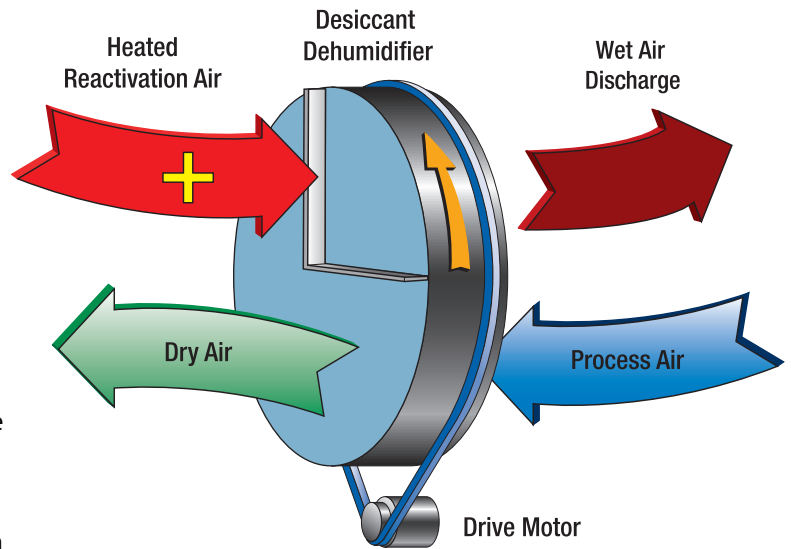 Heated
Reactivation Air
Desiccant
Dehumidifier
Wet Air
Discharge
Dry Air
Process Air
Drive Motor